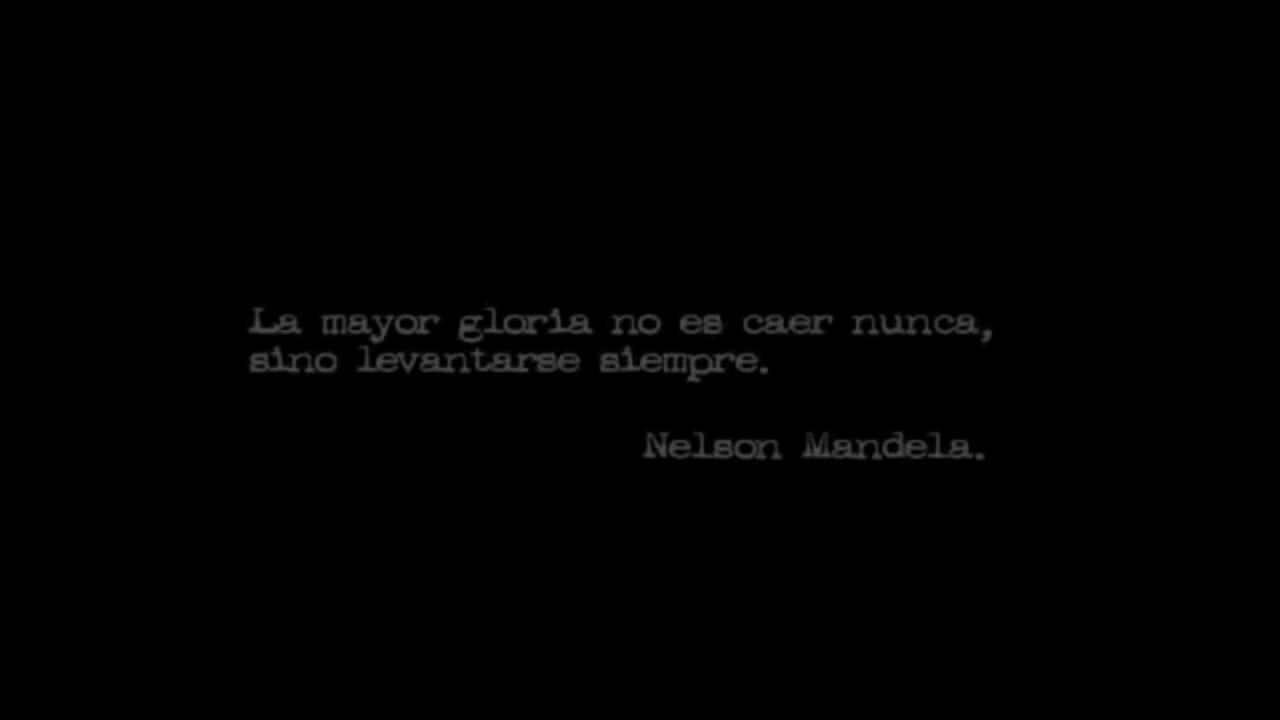 La mayor gloria no es caer nunca,
sino levantarse siempre.
Nelson Mandela.